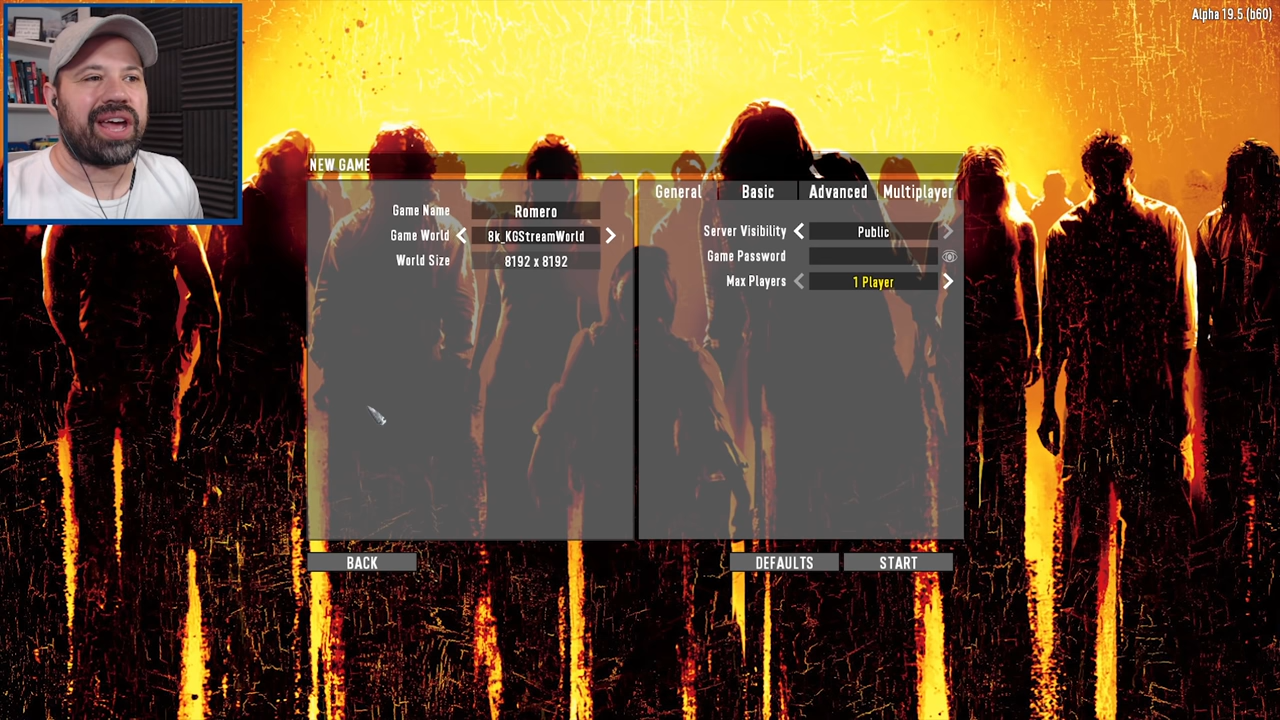 Alpha 19.5 (b60)
NEW GAME
Game Name Romero
Game World 8k_KGStreamWorld
World Size 8192 x 8192
General Basic Advanced Multiplayer
Server Visibility Public
Game Password
Max Players 1 Player
BACK DEFAULTS START